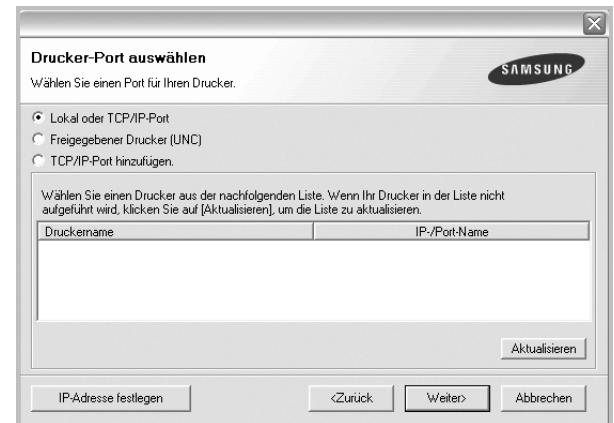 Drucker-Port auswählen
Wählen Sie einen Port für Ihren Drucker.
SAMSUNG
Lokal oder TCP/IP-Port
Freigegebener Drucker (UNC)
TCP/IP-Port hinzufügen.
Wählen Sie einen Drucker aus der nachfolgenden Liste. Wenn Ihr Drucker in der Liste nicht
aufgeführt wird, klicken Sie auf [Aktualisieren], um die Liste zu aktualisieren.
Druckername IP-/Port-Name
Aktualisieren
IP-Adresse festlegen <Zurück Weiter> Abbrechen